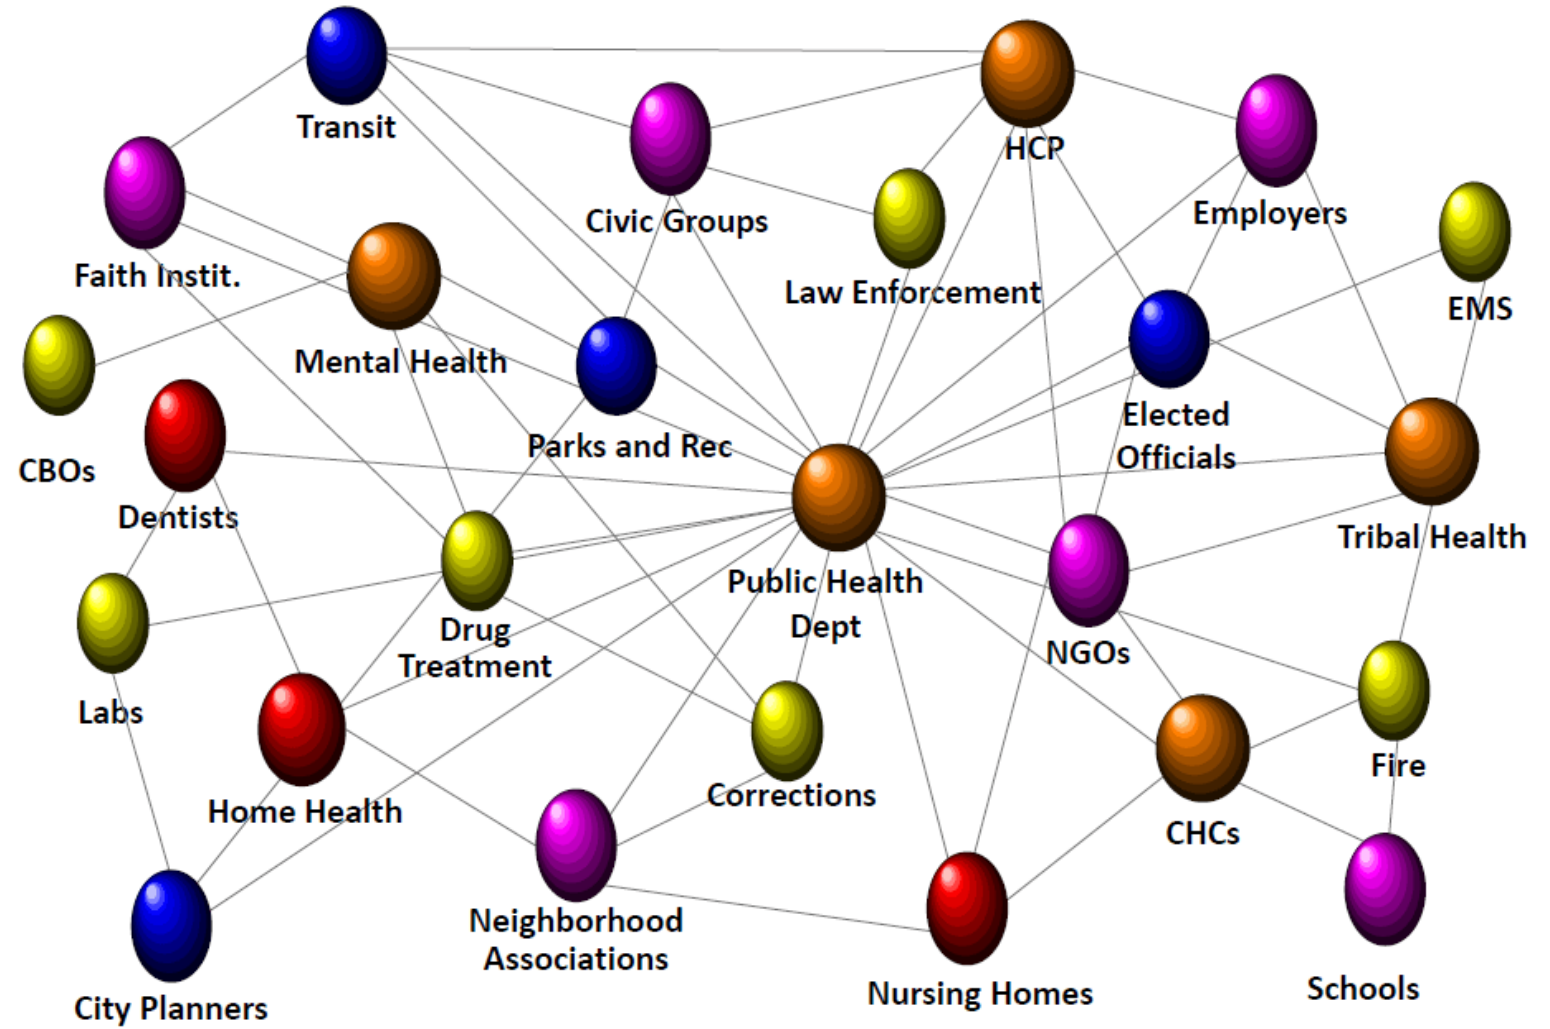 Transit
HCP
Civic Groups
Employers
Faith Instit.
Law Enforcement
EMS
Mental Health
CBOs
Parks and Rec
Elected
Officials
Dentists
Tribal Health
Public Health
Dept
Drug
Treatment
NGOs
Labs
Fire
Home Health
Corrections
CHCs
Neighborhood
Associations
Nursing Homes
Schools
City Planners